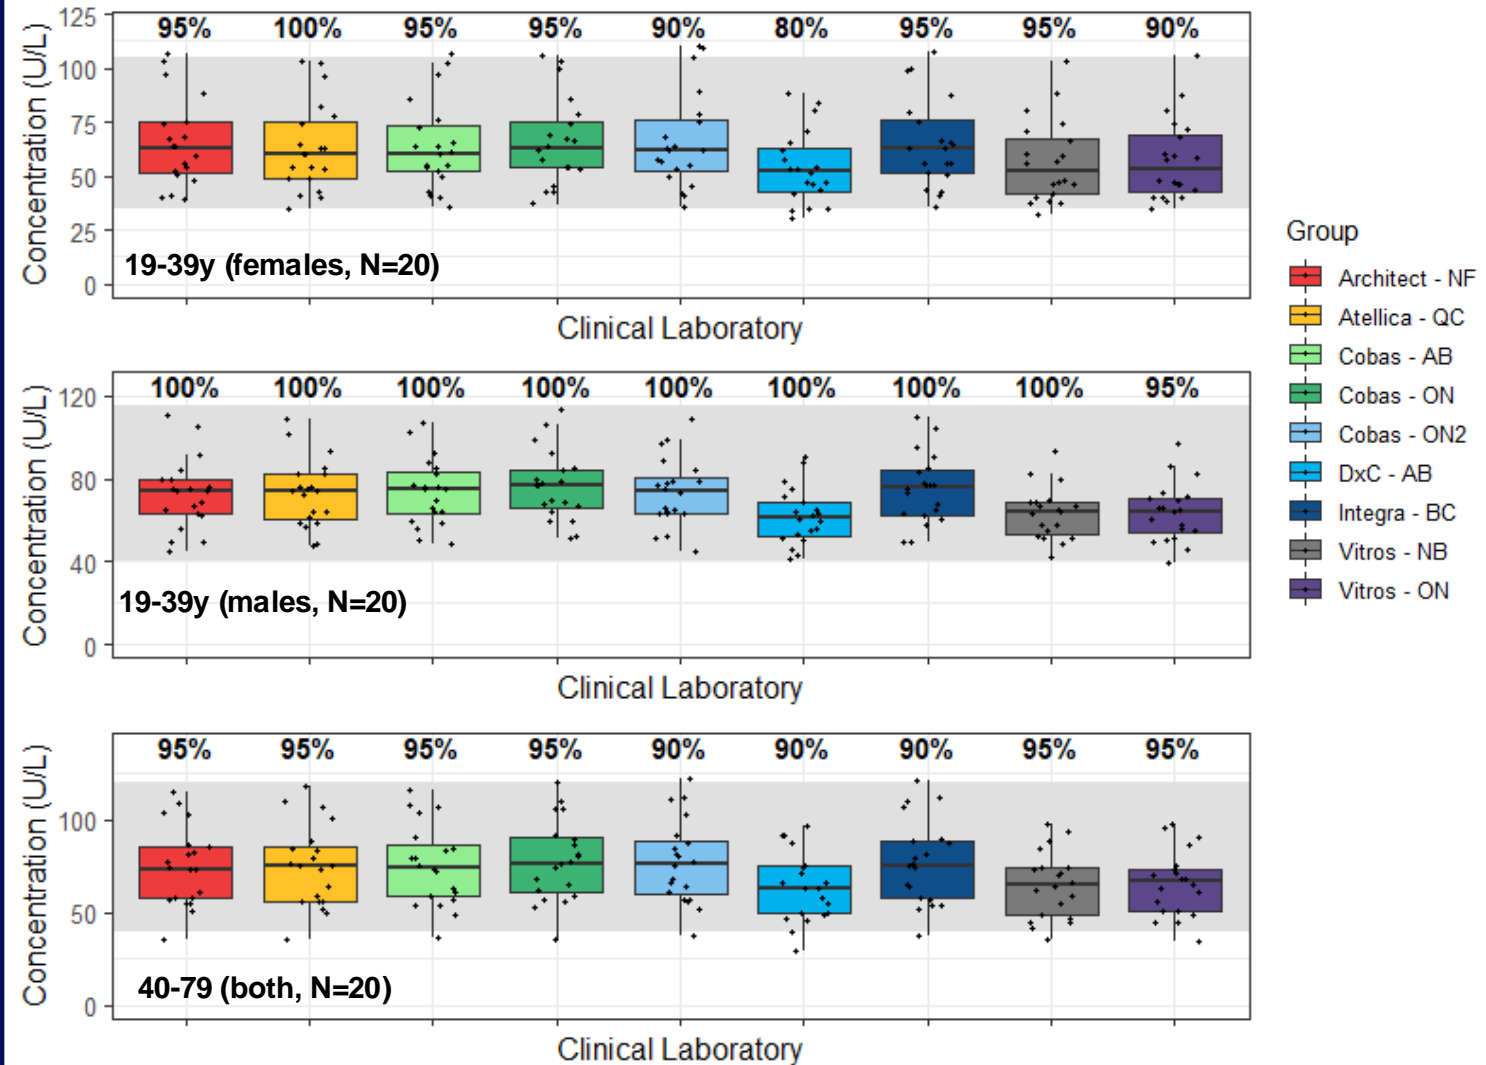 Concentration (U/L)
125
100
75
50
25
0
95% 100% 95% 95% 90% 80% 95% 95% 90%
19-39y (females, N=20)
Clinical Laboratory
Concentration (U/L)
120
80
40
0
100% 100% 100% 100% 100% 100% 100% 100% 95%
19-39y (males, N=20)
Clinical Laboratory
Concentration (U/L)
100
50
0
95% 95% 95% 95% 90% 90% 90% 95% 95%
40-79 (both, N=20)
Clinical Laboratory
Group
Architect - NF
Atellica - QC
Cobas - AB
Cobas - ON
Cobas - ON2
DxC - AB
Integra - BC
Vitros - NB
Vitros - ON